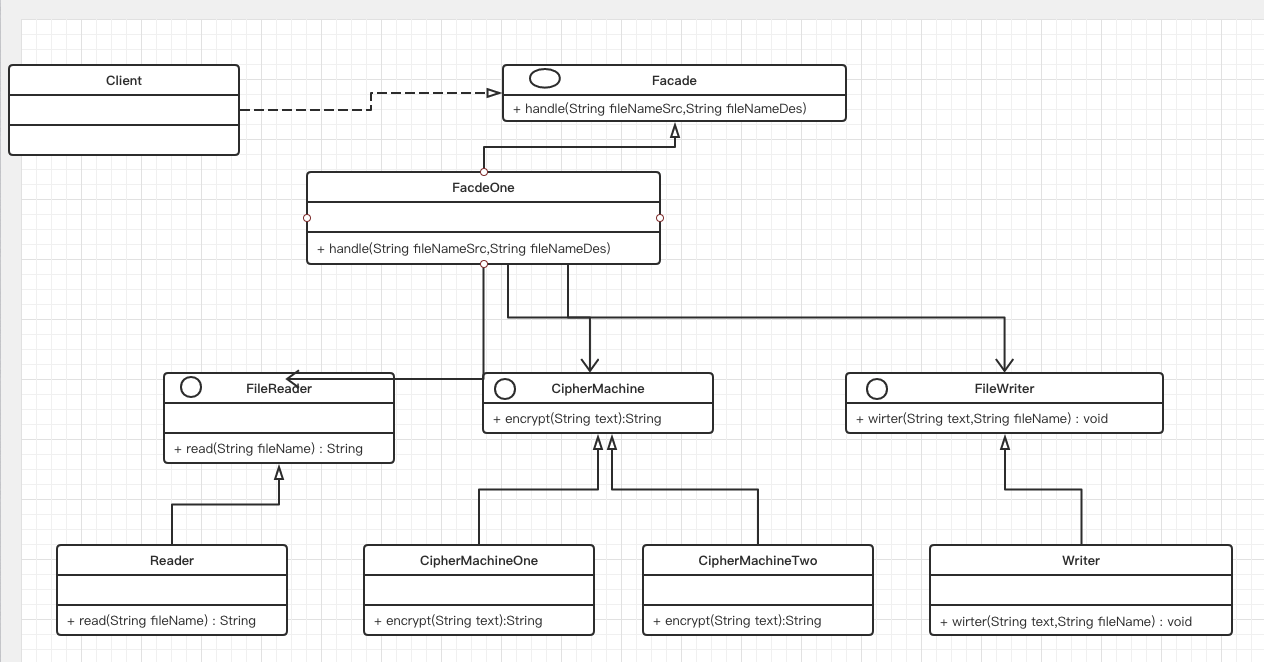 Client
Facade
+ handle(String fileNameSrc,String fileNameDes)
FacdeOne
+ handle(String fileNameSrc,String fileNameDes)
FileReader
+ read(String fileName) : String
CipherMachine
+ encrypt(String text):String
FileWriter
+ wirter(String text,String fileName) : void
Reader
+ read(String fileName) : String
CipherMachineOne
+ encrypt(String text):String
CipherMachineTwo
+ encrypt(String text):String
Writer
+ wirter(String text,String fileName) : void